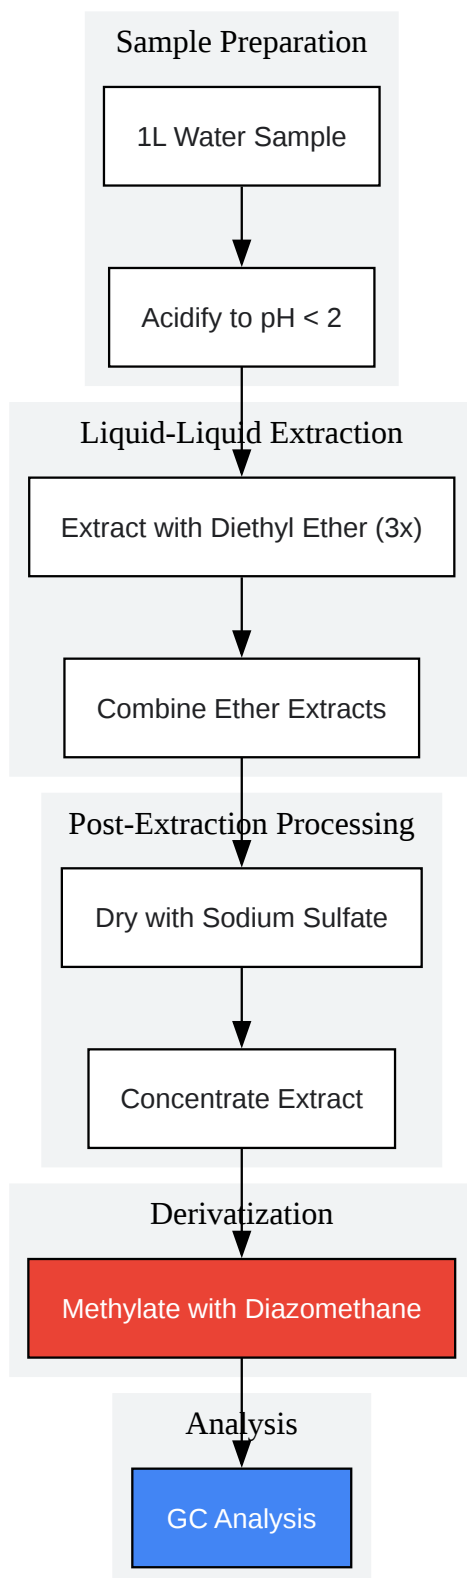 Sample Preparation
1L Water Sample
Acidify to pH < 2
Liquid-Liquid Extraction
Extract with Diethyl Ether (3x)
Combine Ether Extracts
Post-Extraction Processing
Dry with Sodium Sulfate
Concentrate Extract
Derivatization
Methylate with Diazomethane
Analysis
GC Analysis